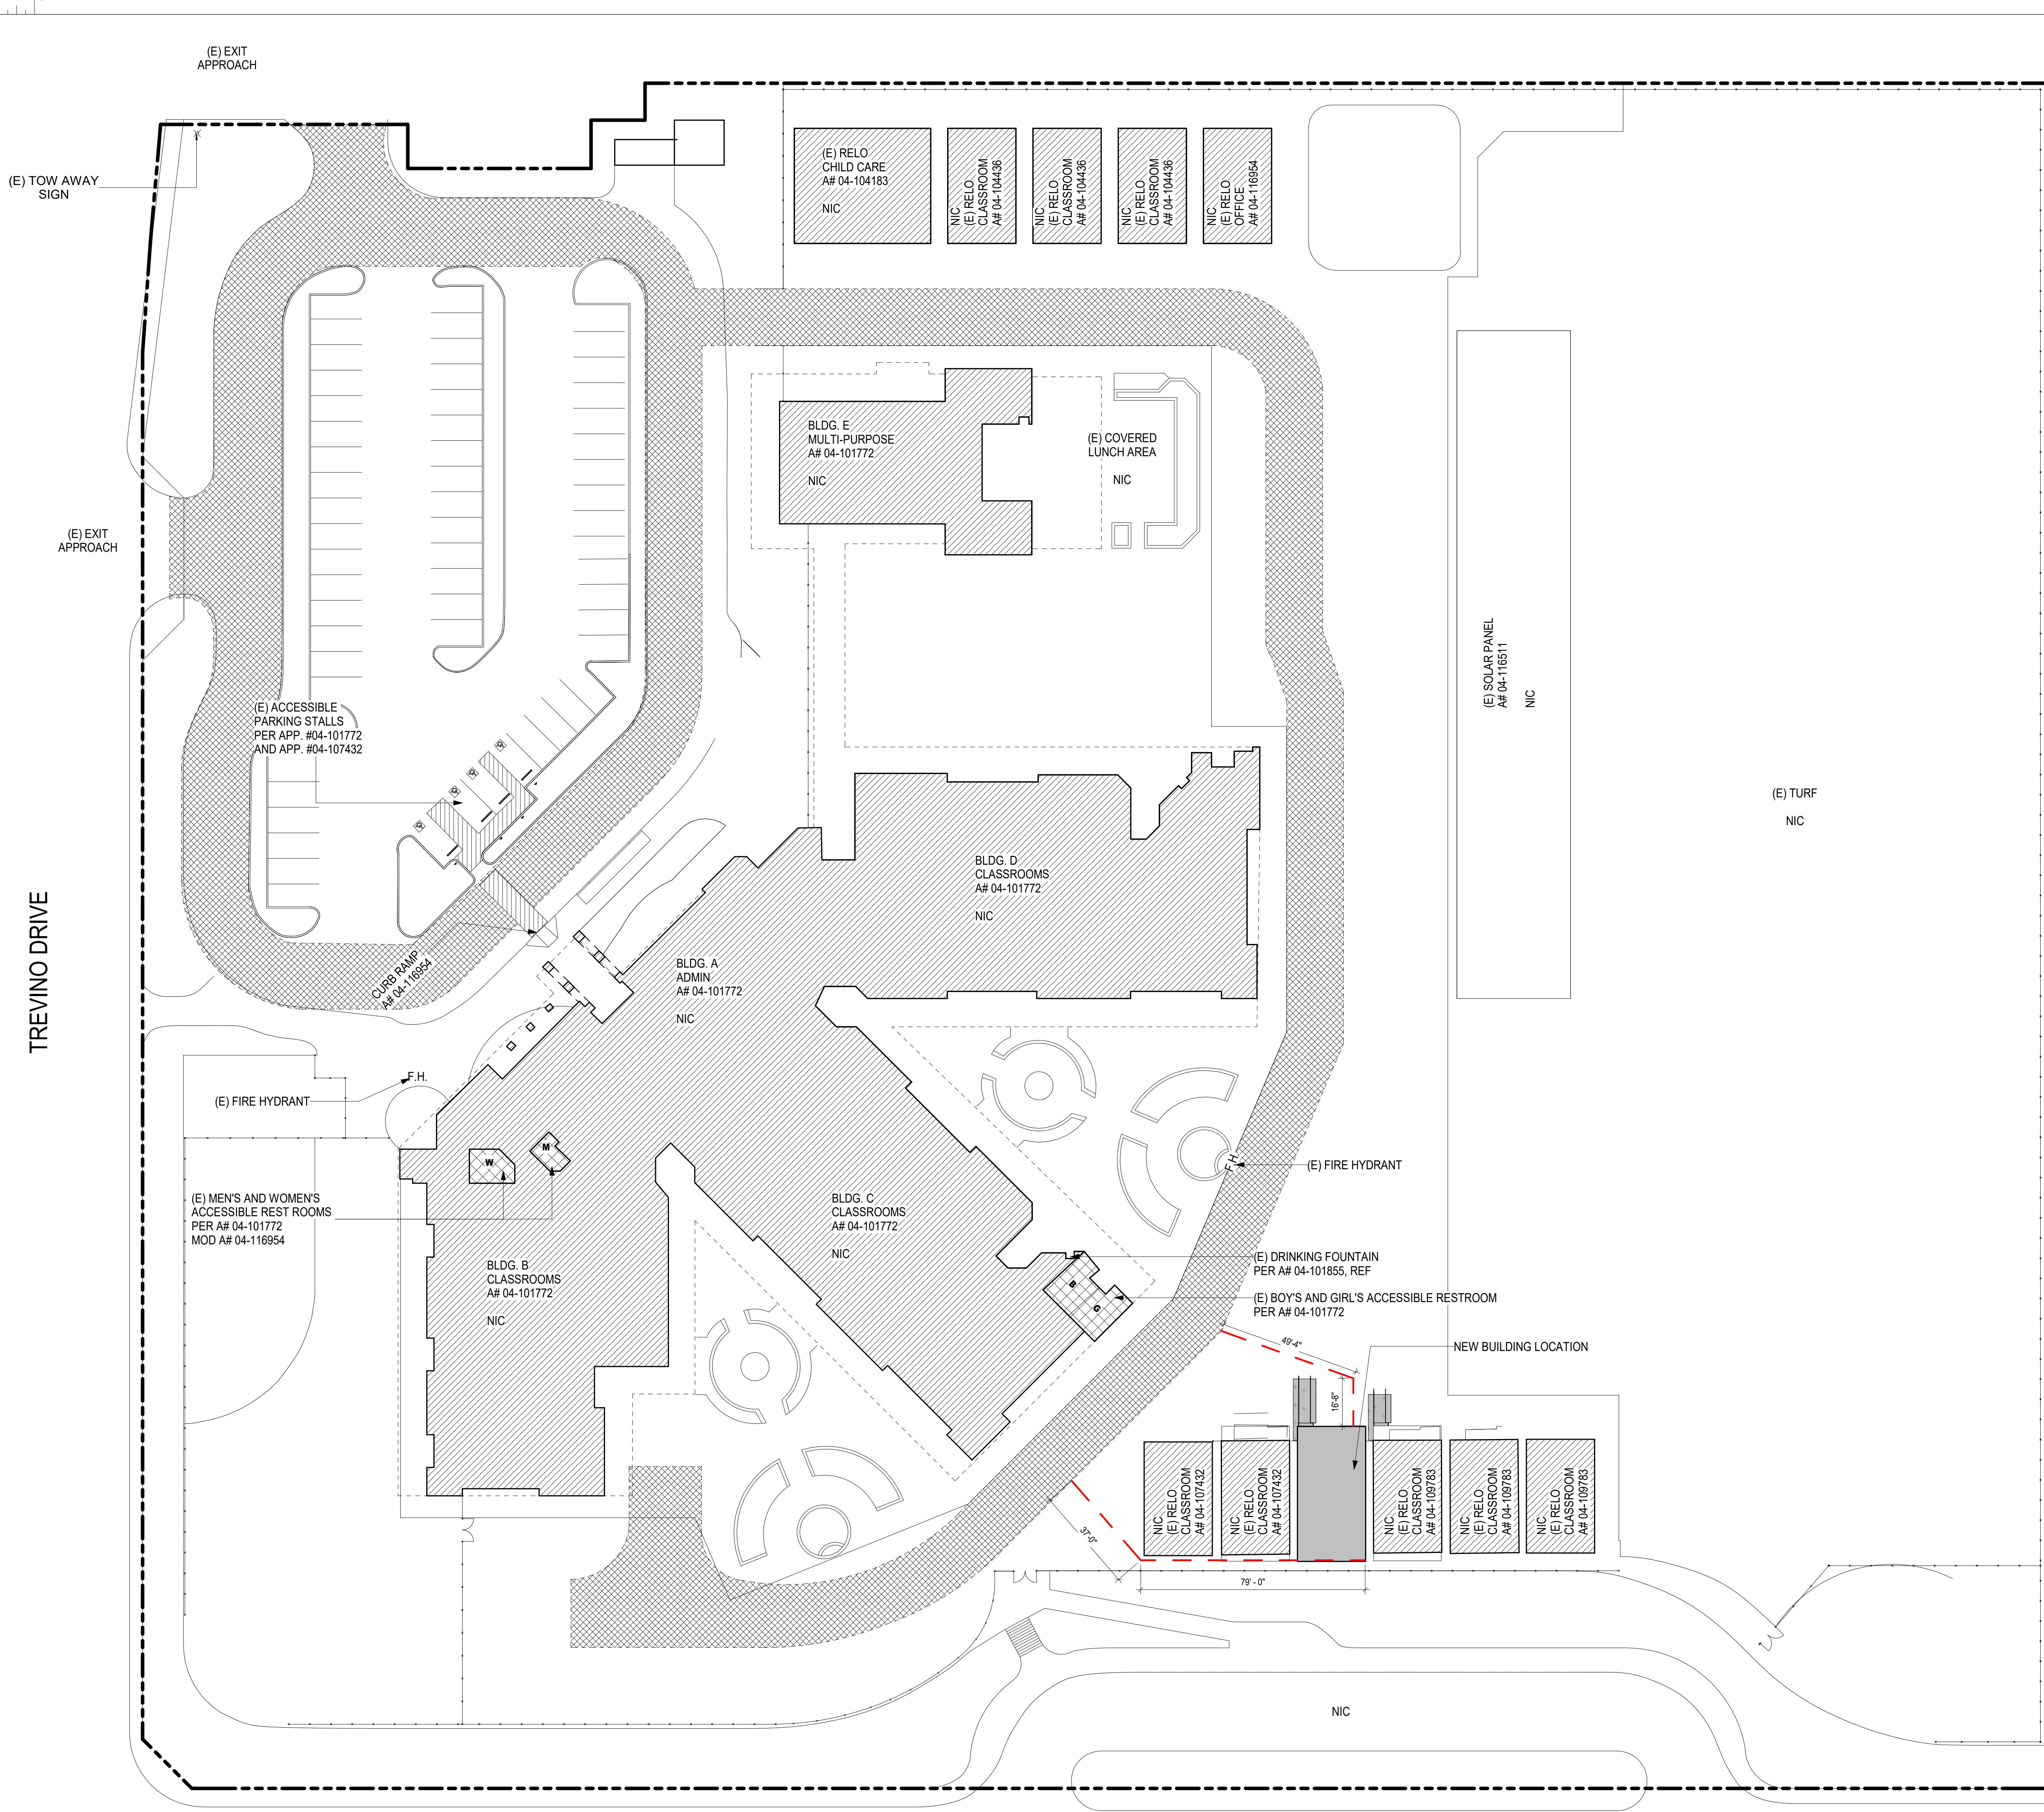 (E) EXIT
APPROACH
(E) TOW AWAY
SIGN
(E) RELO
CHILD CARE
A# 04-104183
NIC
NIC
(E) RELO
CLASSROOM
A# 04-104436
NIC
(E) RELO
CLASSROOM
A# 04-104436
NIC
(E) RELO
CLASSROOM
A# 04-104436
NIC
(E) RELO
OFFICE
A# 04-116954
BLDG. E
MULTI-PURPOSE
A# 04-101772
NIC
(E) COVERED
LUNCH AREA
NIC
(E) EXIT
APPROACH
(E) SOLAR PANEL
A# 04-116511
NIC
(E) ACCESSIBLE
PARKING STALLS
PER APP. #04-101772
AND APP. #04-107432
(E) TURF
NIC
BLDG. D
CLASSROOMS
A# 04-101772
NIC
TREVINO DRIVE
CURB RAMP
A# 04-116954
BLDG. A
ADMIN
A# 04-101772
NIC
F.H.
(E) FIRE HYDRANT
W
M
F.H.
(E) FIRE HYDRANT
(E) MEN'S AND WOMEN'S
ACCESSIBLE REST ROOMS
PER A# 04-101772
MOD A# 04-116954
BLDG. C
CLASSROOMS
A# 04-101772
NIC
BLDG. B
CLASSROOMS
A# 04-101772
NIC
B
G
(E) DRINKING FOUNTAIN
PER A# 04-101855, REF
(E) BOY'S AND GIRL'S ACCESSIBLE RESTROOM
PER A# 04-101772
49'-4"
NEW BUILDING LOCATION
16'-8"
NIC
(E) RELO
CLASSROOM
A# 04-107432
NIC
(E) RELO
CLASSROOM
A# 04-107432
NIC
(E) RELO
CLASSROOM
A# 04-109783
NIC
(E) RELO
CLASSROOM
A# 04-109783
NIC
(E) RELO
CLASSROOM
A# 04-109783
37'-0"
79' - 0"
NIC